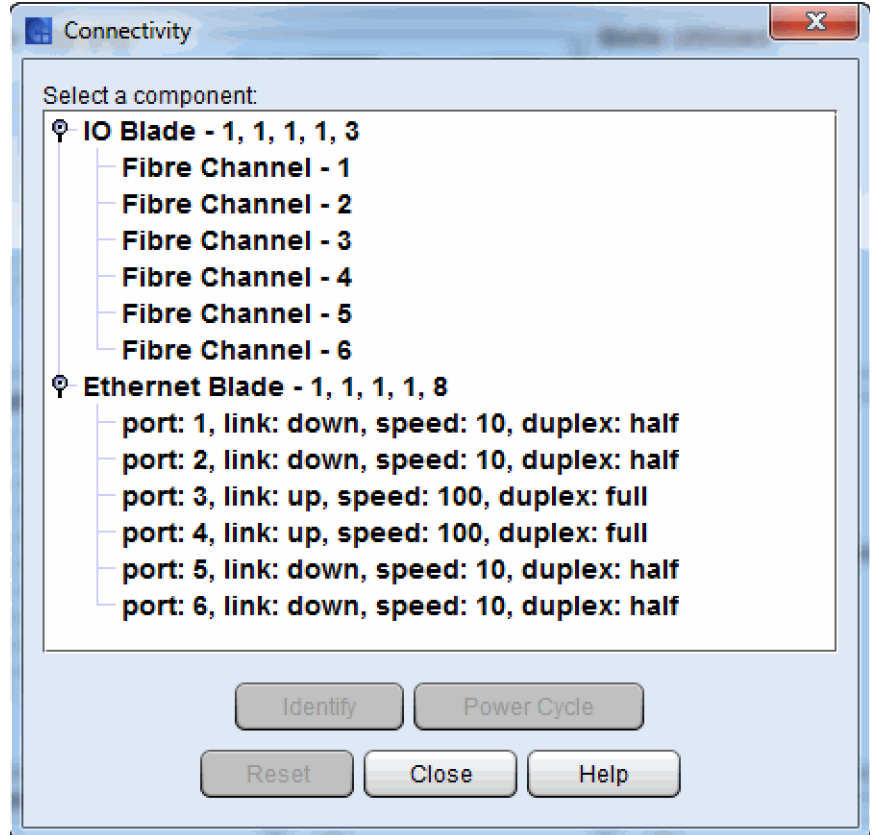 Connectivity
Select a component:
IO Blade - 1, 1, 1, 1, 3
Fibre Channel - 1
Fibre Channel - 2
Fibre Channel - 3
Fibre Channel - 4
Fibre Channel - 5
Fibre Channel - 6
Ethernet Blade - 1, 1, 1, 1, 8
port: 1, link: down, speed: 10, duplex: half
port: 2, link: down, speed: 10, duplex: half
port: 3, link: up, speed: 100, duplex: full
port: 4, link: up, speed: 100, duplex: full
port: 5, link: down, speed: 10, duplex: half
port: 6, link: down, speed: 10, duplex: half
Identify Power Cycle
Reset Close Help